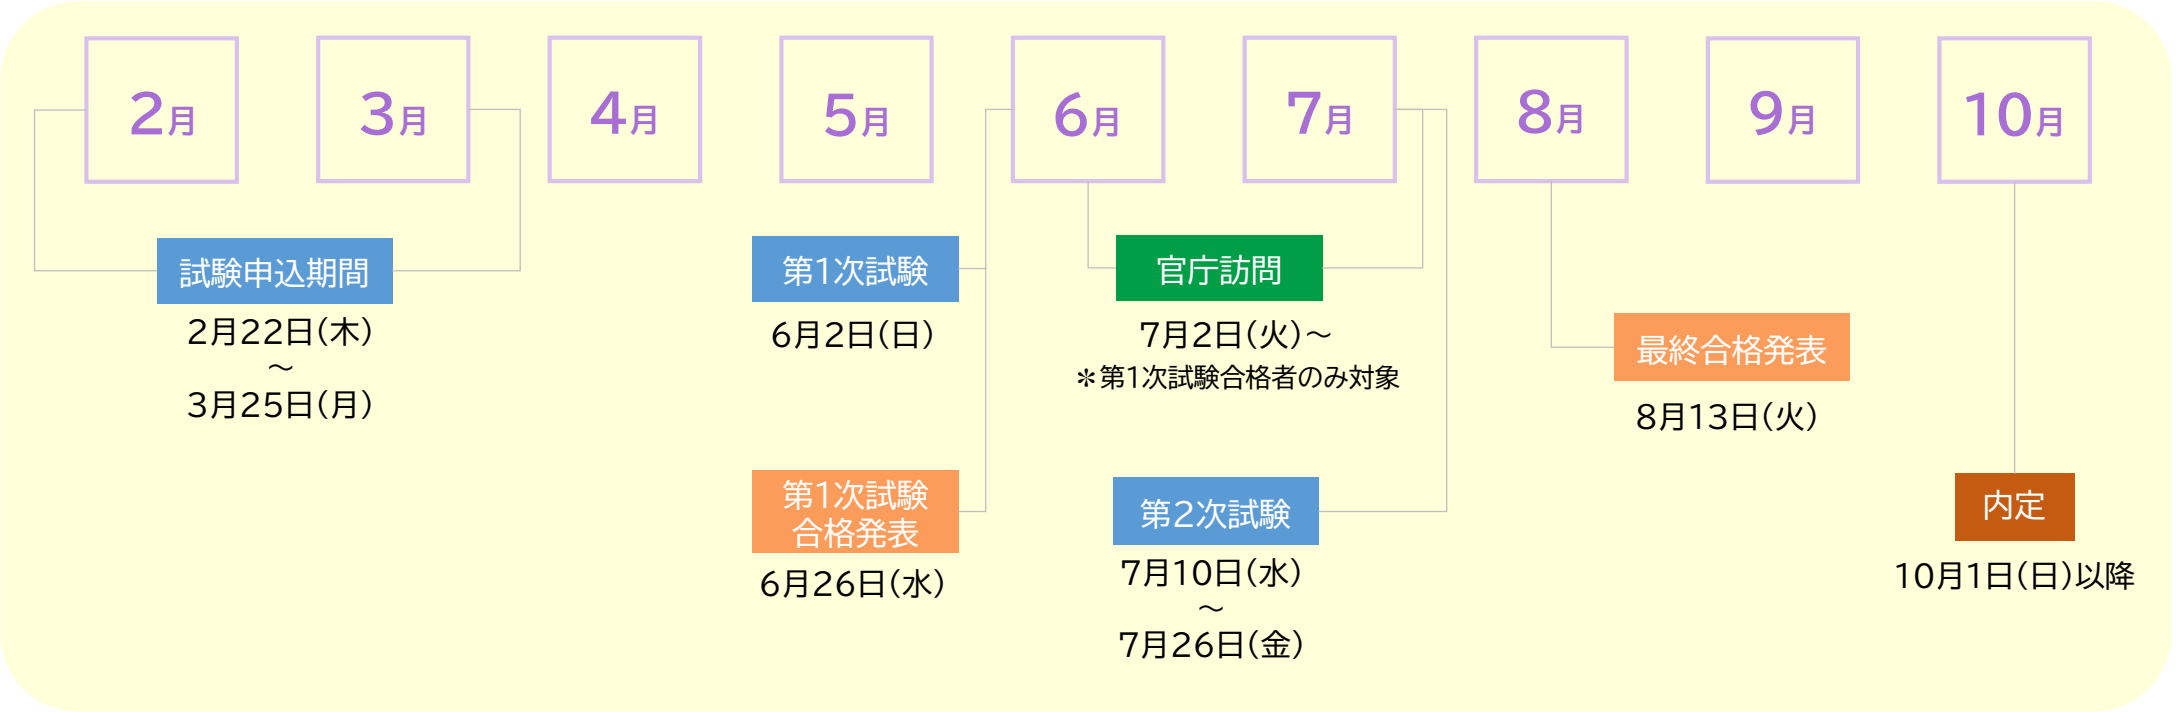 2月
3月
4月
5月
6月
7月
8月
9月
10月
試験申込期間
2月22日(木)
~
3月25日(月)
第1次試験
6月2日(日)
第1次試験
合格発表
6月26日(水)
官庁訪問
7月2日(火)~
*第1次試験合格者のみ対象
第2次試験
7月10日(水)
~
7月26日(金)
最終合格発表
8月13日(火)
内定
10月1日(日)以降